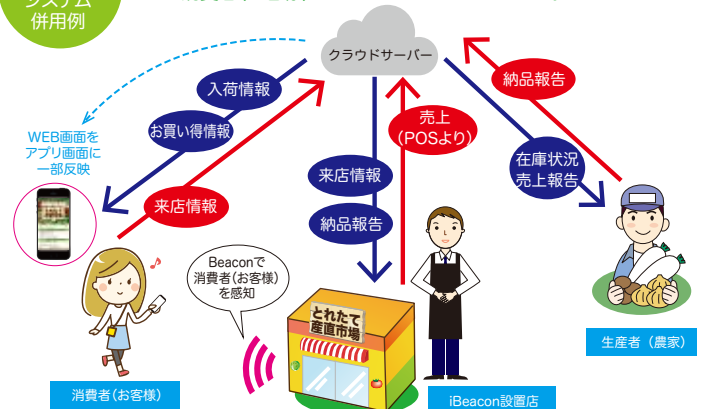 システム
併用例
クラウドサーバー
入荷情報
お買い得情報
来店情報
WEB画面を
アプリ画面に
一部反映
売上
(POSより)
来店情報
納品報告
納品報告
在庫状況
売上報告
Beaconで
消費者(お客様)
を感知
とれたて
産直市場
消費者(お客様)
iBeacon設置店
生産者（農家）